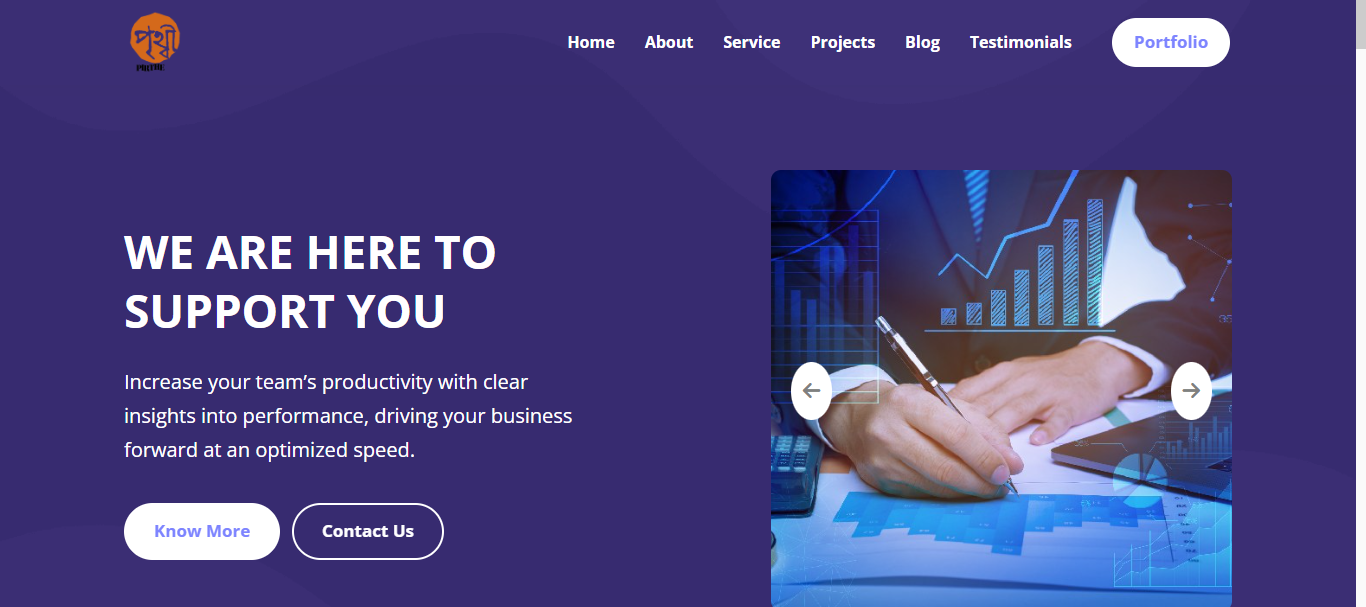 Home About Service Projects Blog Testimonials Portfolio
WE ARE HERE TO
SUPPORT YOU
Increase your team’s productivity with clear
insights into performance, driving your business
forward at an optimized speed.
Know More Contact Us